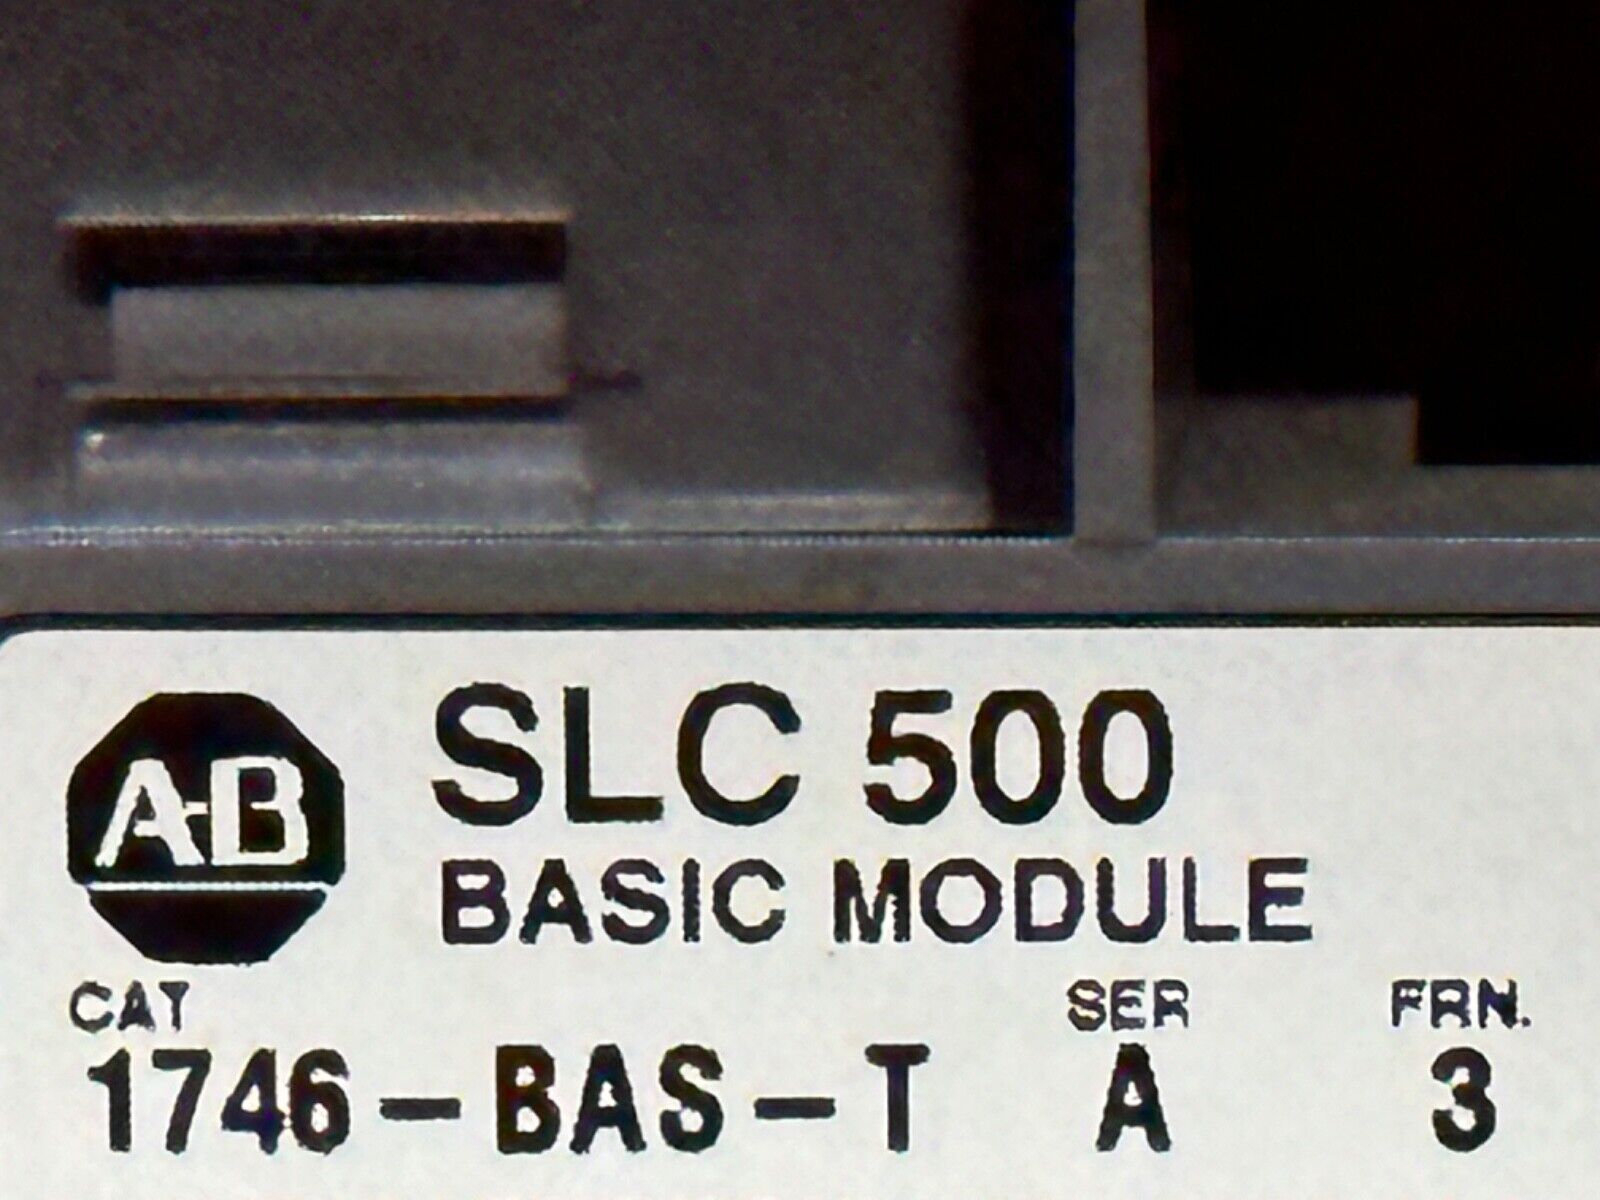 A-B
SLC 500
BASIC MODULE
CAT SER FRN.
1746-BAS-T A 3